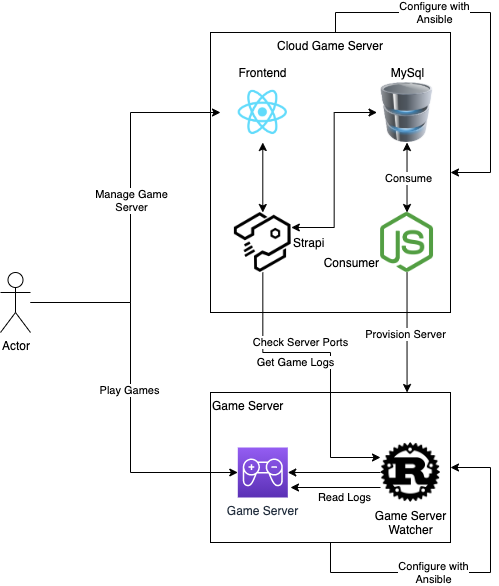 Configure with
Ansible
Cloud Game Server
Frontend
MySql
Consume
Manage Game
Server
Strapi
JS
Consumer
Actor
Check Server Ports
Provision Server
Get Game Logs
Play Games
Game Server
R
Read Logs
Game Server
Game Server
Watcher
Configure with
Ansible